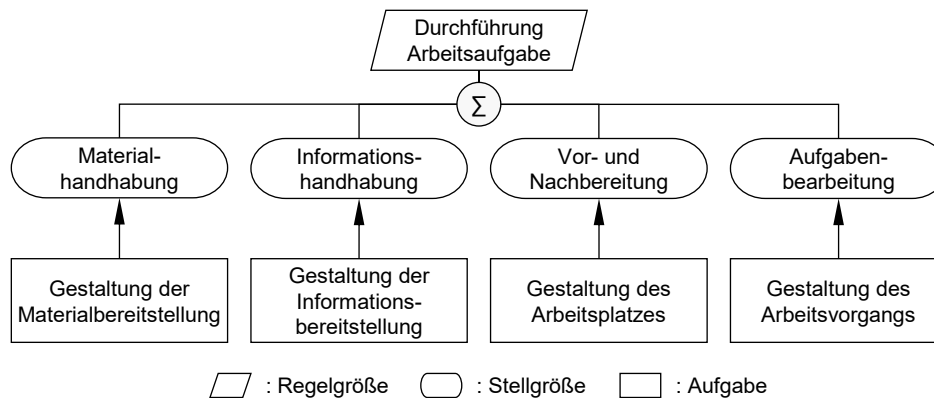 Durchführung
Arbeitsaufgabe
∑
Material-
handhabung
Informations-
handhabung
Vor- und
Nachbereitung
Aufgaben-
bearbeitung
Gestaltung der
Materialbereitstellung
Gestaltung der
Informations-
bereitstellung
Gestaltung des
Arbeitsplatzes
Gestaltung des
Arbeitsvorgangs
: Regelgröße : Stellgröße : Aufgabe